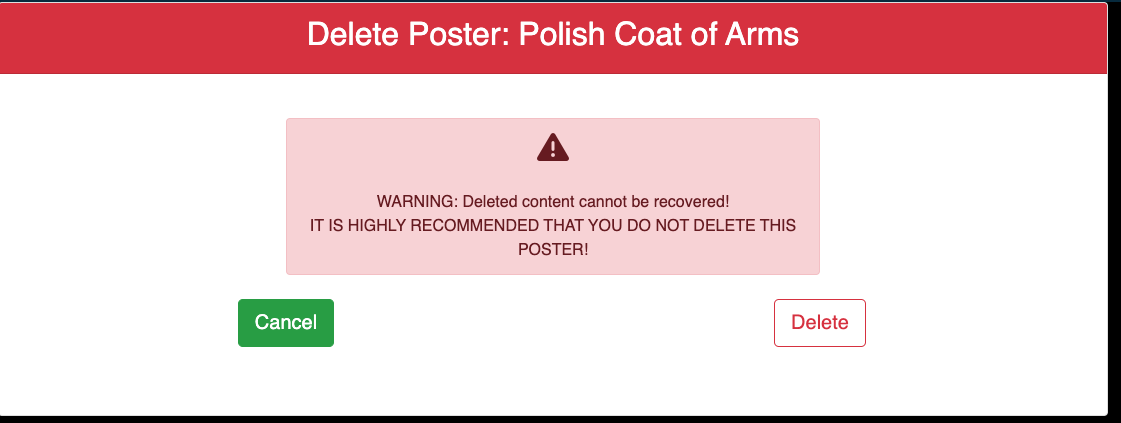 Delete Poster: Polish Coat of Arms
WARNING: Deleted content cannot be recovered!
IT IS HIGHLY RECOMMENDED THAT YOU DO NOT DELETE THIS
POSTER!
Cancel
Delete